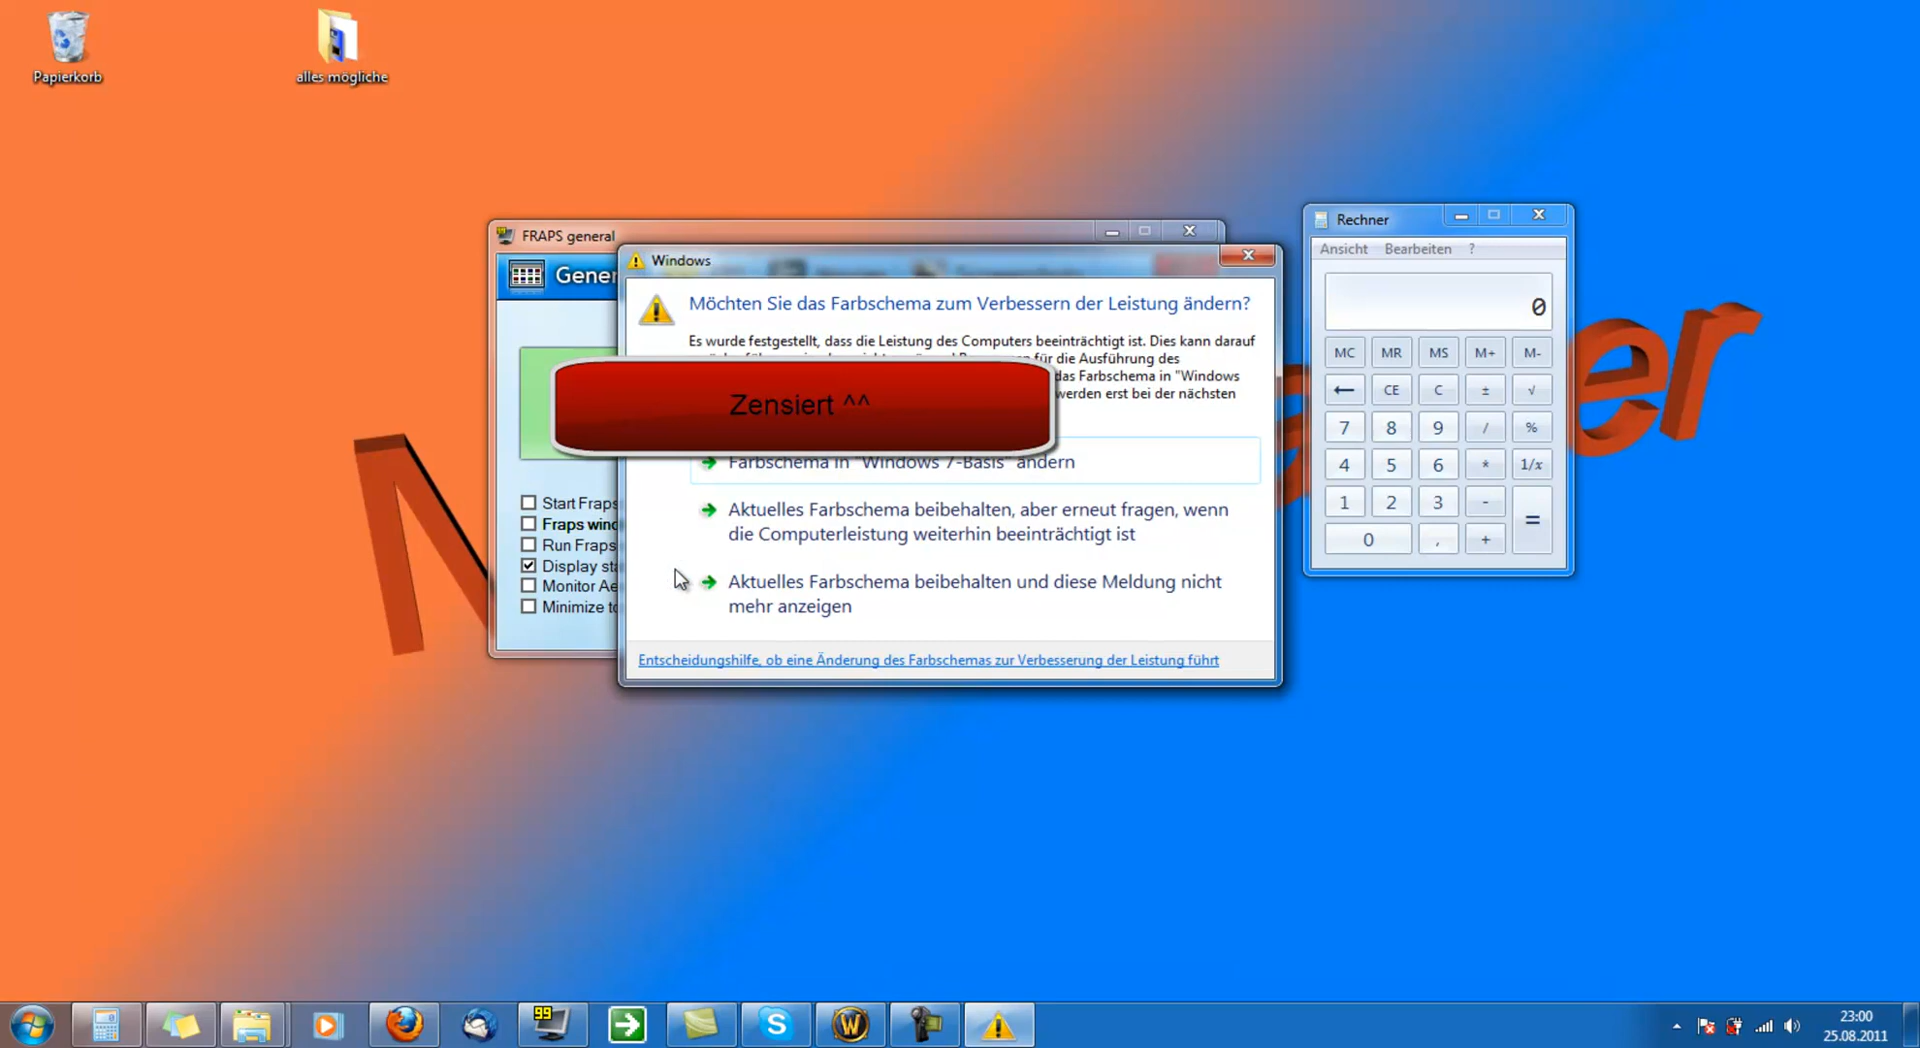 Papierkorb
alles mögliche
FRAPS general
Windows
Möchten Sie das Farbschema zum Verbessern der Leistung ändern?
Es wurde festgestellt, dass die Leistung des Computers beeinträchtigt ist. Dies kann darauf
für die Ausführung des
das Farbschema in "Windows
werden erst bei der nächsten
Zensiert ^^
Farbschema in "Windows 7-Basis" ändern
Aktuelles Farbschema beibehalten, aber erneut fragen, wenn
die Computerleistung weiterhin beeinträchtigt ist
Aktuelles Farbschema beibehalten und diese Meldung nicht
mehr anzeigen
Entscheidungshilfe, ob eine Änderung des Farbschemas zur Verbesserung der Leistung führt
Gener
Start Fraps
Fraps wind
Run Fraps
Display sta
Monitor Ae
Minimize to
Rechner
Ansicht Bearbeiten ?
0
MC MR MS M+ M-
← CE C ± √
7 8 9 / %
4 5 6 * 1/x
1 2 3 - =
0 , +
99
S
W
23:00
25.08.2011